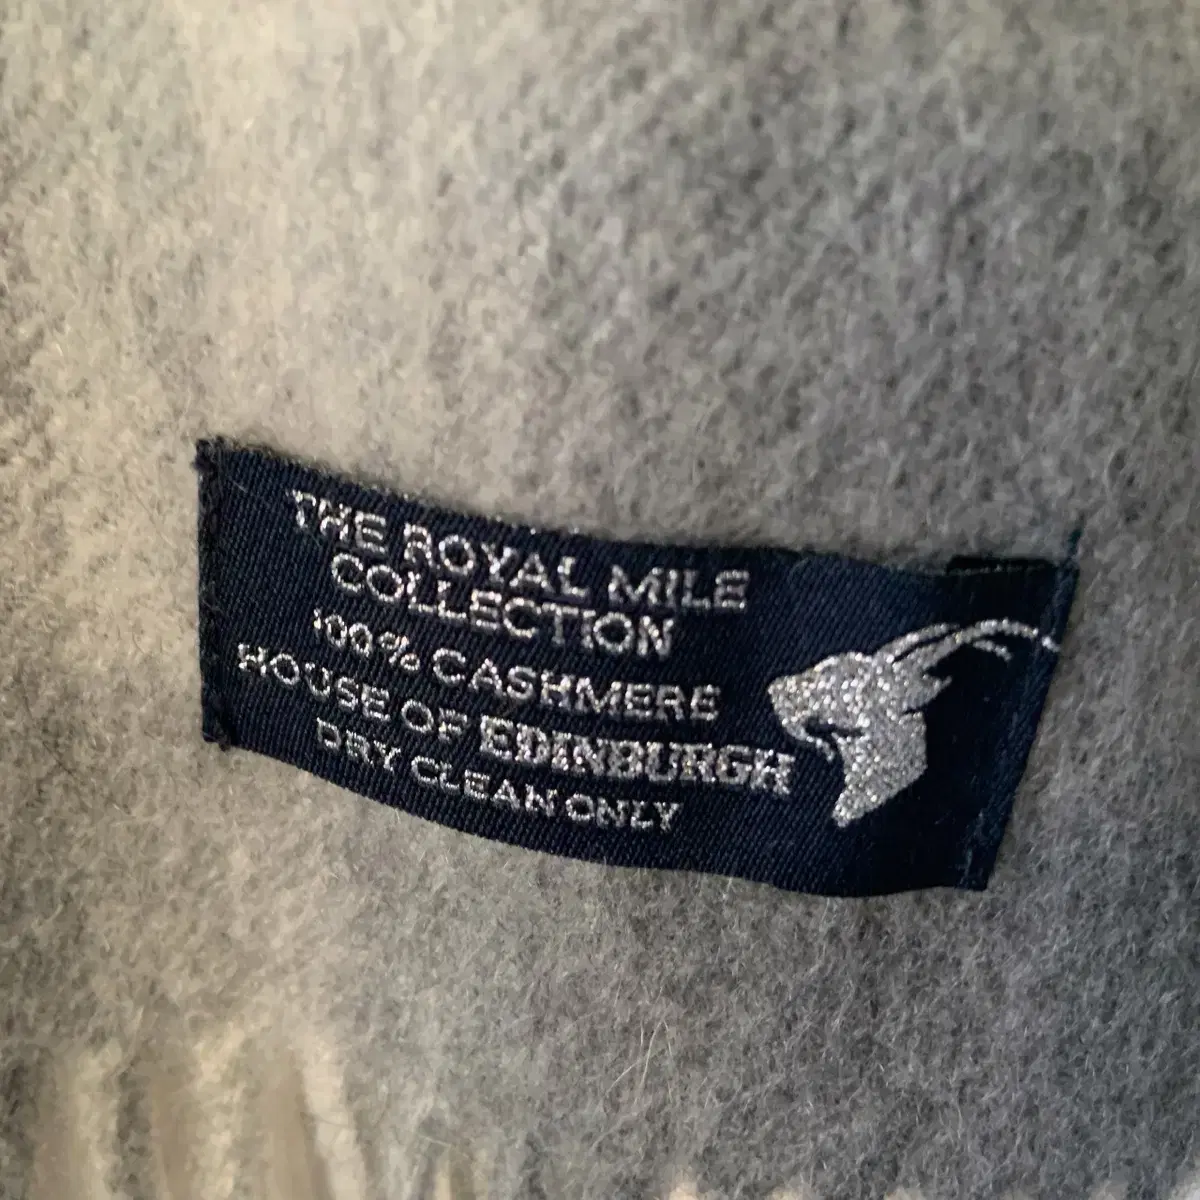 THE ROYAL MILE
COLLECTION
100% CASHMERE
HOUSE OF EDINBURGH
DRY CLEAN ONLY